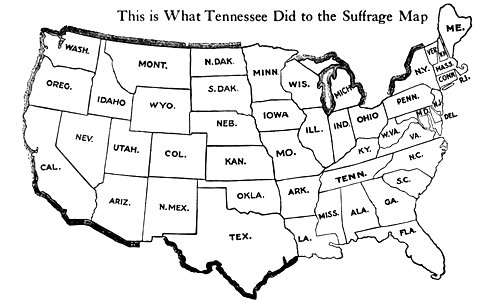 This is What Tennessee Did to the Suffrage Map
ME.
WASH.
MONT.
N.DAK.
MINN.
VER.
N.H.
OREG.
IDAHO
S.DAK.
WIS.
MICH.
N.Y.
MASS
CONN
R.I.
WYO.
NEB.
IOWA
PENN.
N.J.
NEV.
UTAH.
COL.
KAN.
MO.
ILL.
IND.
OHIO
W.VA.
M.D.
DEL.
VA.
CAL.
KY.
N.C.
ARIZ.
N.MEX.
OKLA.
ARK.
TENN.
S.C.
TEX.
LA.
MISS.
ALA.
GA.
FLA.